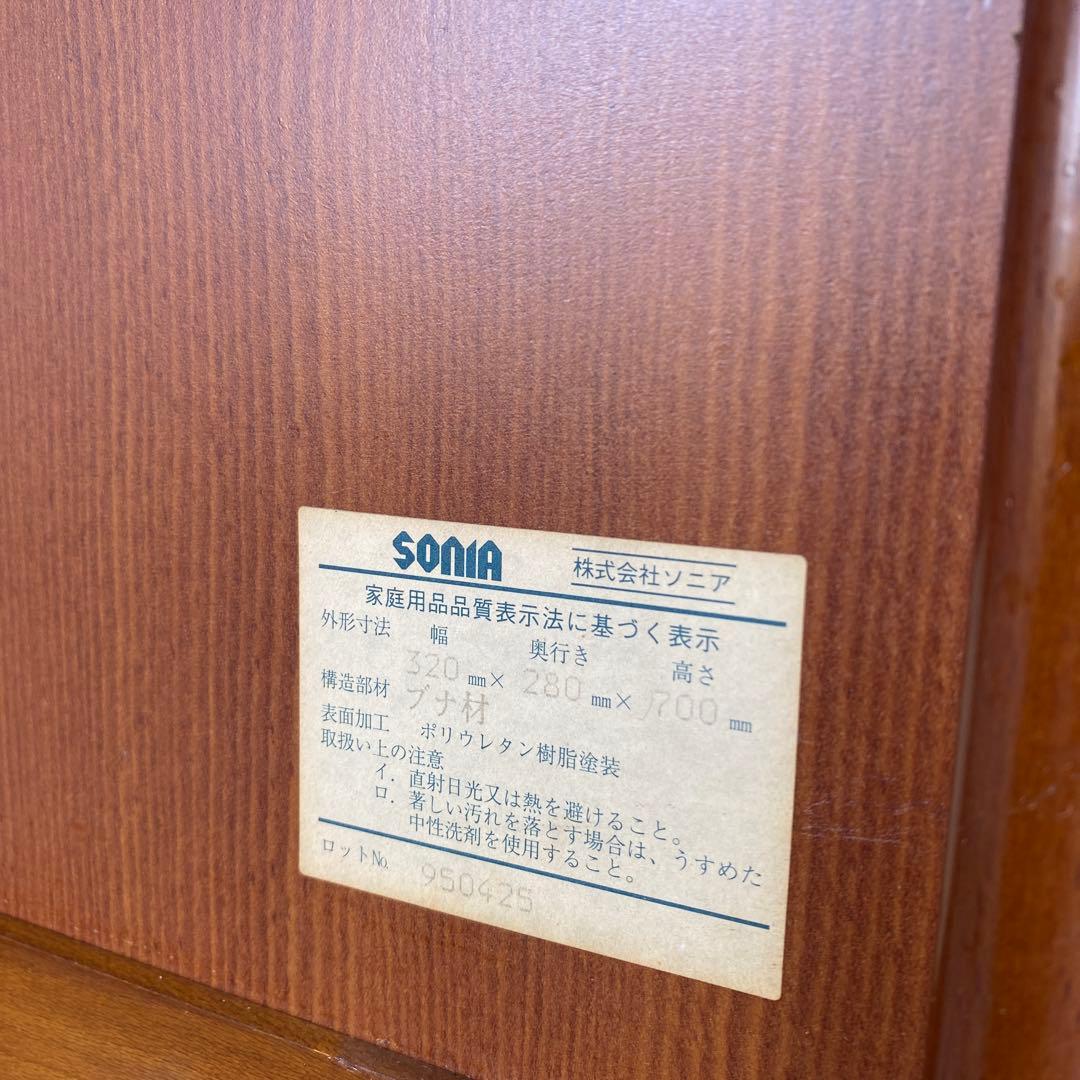 SONIA 株式会社ソニア
家庭用品品質表示法に基づく表示
外形寸法 幅 奥行き 高さ
320 mm× 280 mm× 700 mm
構造部材 ブナ材
表面加工 ポリウレタン樹脂塗装
取扱い上の注意
イ. 直射日光又は熱を避けること。
ロ. 著しい汚れを落とす場合は、うすめた
中性洗剤を使用すること。
ロットNo. 950425